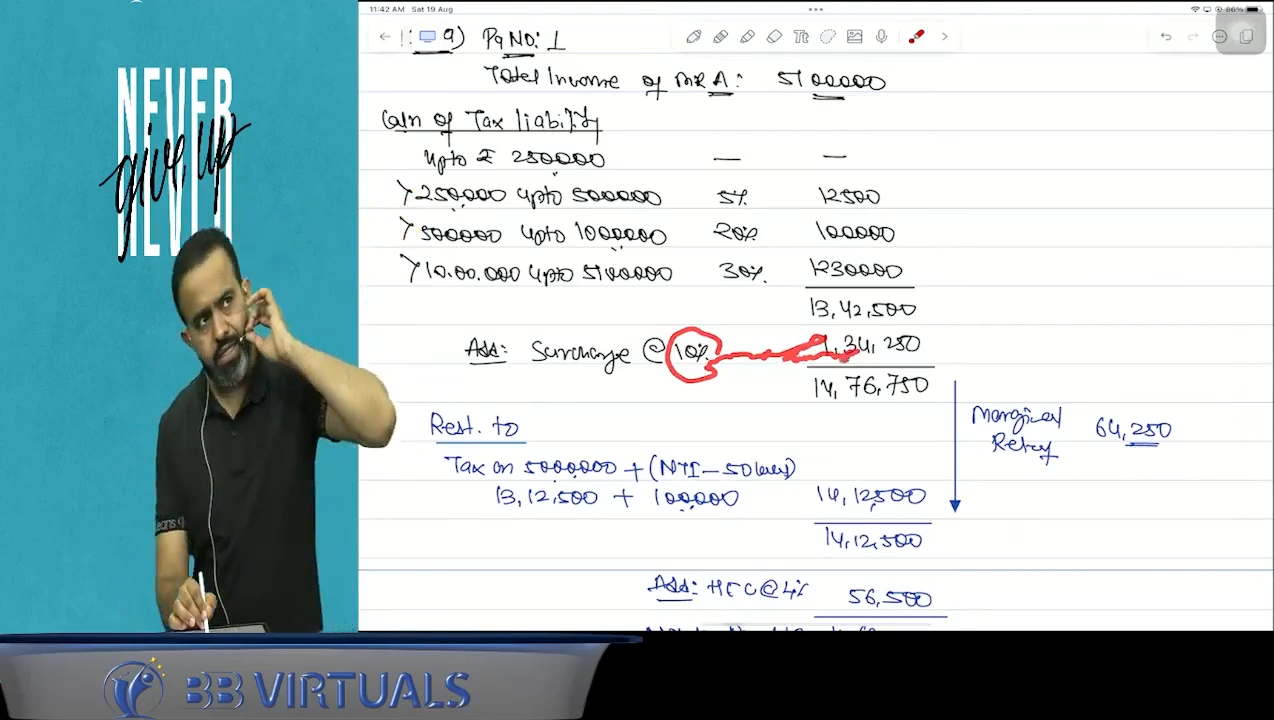 11:42 AM Sat 19 Aug
86%
NEVER
give up
NEVER
9) Pg NO: 1
Total Income of MR A: 5100000
Com of Tax liability
upto ₹ 250000 — —
>250000 upto 500000 5% 12500
>500000 upto 1000000 20% 100000
>10.00.000 upto 5100000 30% 1230000
13,42,500
Add: Surcharge @ 10% 1,34,250
14,76,750
Rest. to
Marginal
Relief 64,250
Tax on 5000000 + (NTI - 50 lacs)
13,12,500 + 100000 14,12,500
14,12,500
Add: HEC @ 4% 56,500
BB VIRTUALS